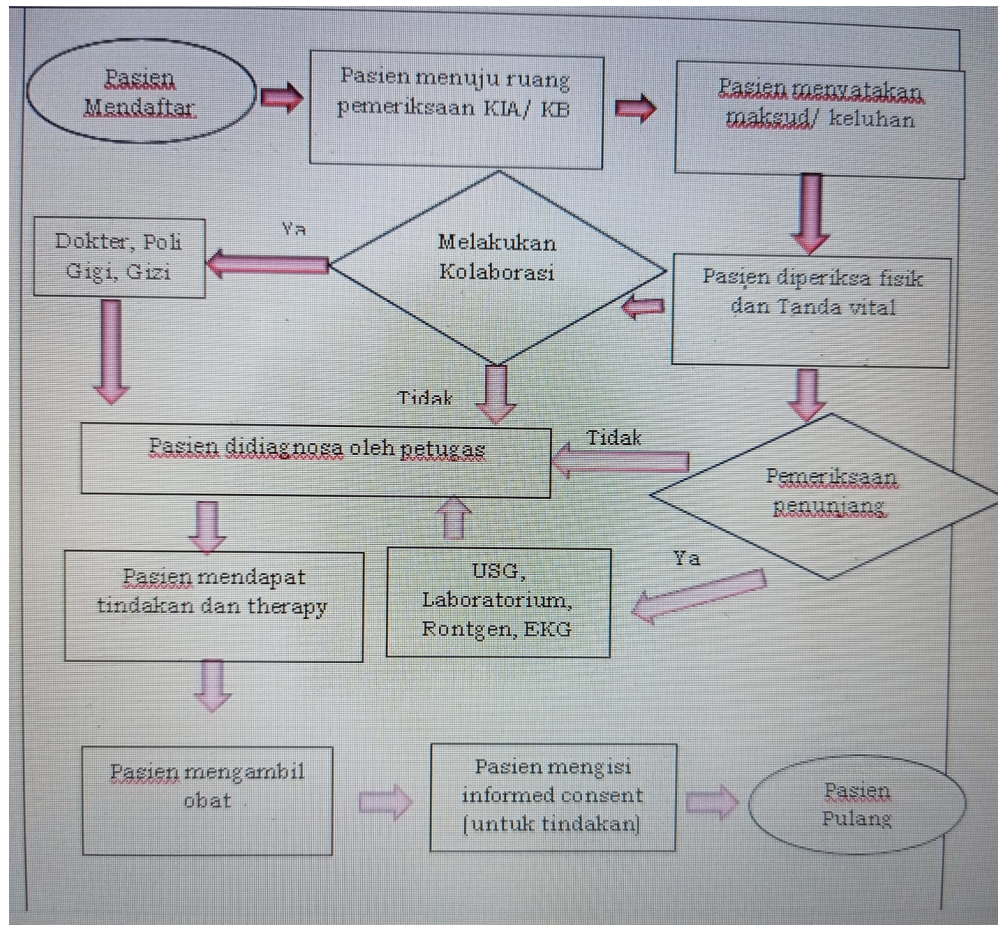 Pasien
Mendaftar
Pasien menuju ruang
pemeriksaan KIA/ KB
Pasien menyatakan
maksud/ keluhan
Dokter, Poli
Gigi, Gizi
Ya
Melakukan
Kolaborasi
Pasien diperiksa fisik
dan Tanda vital
Tidak
Pasien didiagnosa oleh petugas
Tidak
Pemeriksaan
penunjang
Ya
USG,
Laboratorium,
Rontgen, EKG
Pasien mendapat
tindakan dan therapy
Pasien mengambil
obat
Pasien mengisi
informed consent
(untuk tindakan)
Pasien
Pulang